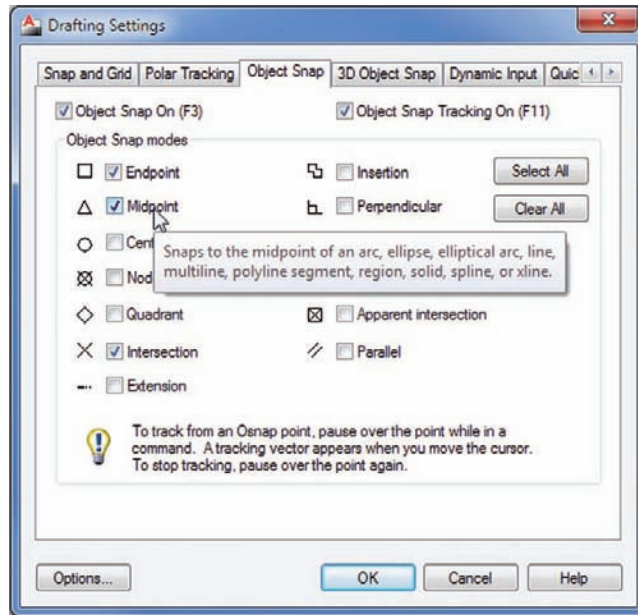 Drafting Settings
Snap and Grid Polar Tracking Object Snap 3D Object Snap Dynamic Input Quic
Object Snap On (F3) Object Snap Tracking On (F11)
Object Snap modes
Endpoint Insertion Select All
Midpoint Perpendicular Clear All
Cent
Snaps to the midpoint of an arc, ellipse, elliptical arc, line,
multiline, polyline segment, region, solid, spline, or xline.
Nod
Quadrant Apparent intersection
Intersection Parallel
Extension
To track from an Osnap point, pause over the point while in a
command. A tracking vector appears when you move the cursor.
To stop tracking, pause over the point again.
Options... OK Cancel Help